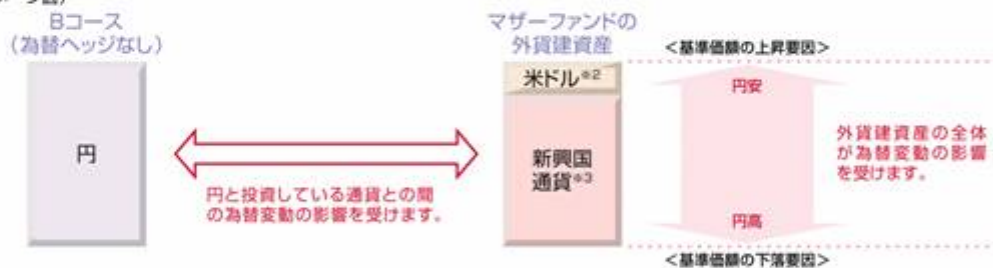 Bコース
(為替ヘッジなし)
円
円と投資している通貨との間
の為替変動の影響を受けます。
マザーファンドの
外貨建資産
米ドル※2
新興国
通貨※3
<基準価額の上昇要因>
円安
円高
<基準価額の下落要因>
外貨建資産の全体
が為替変動の影響
を受けます。